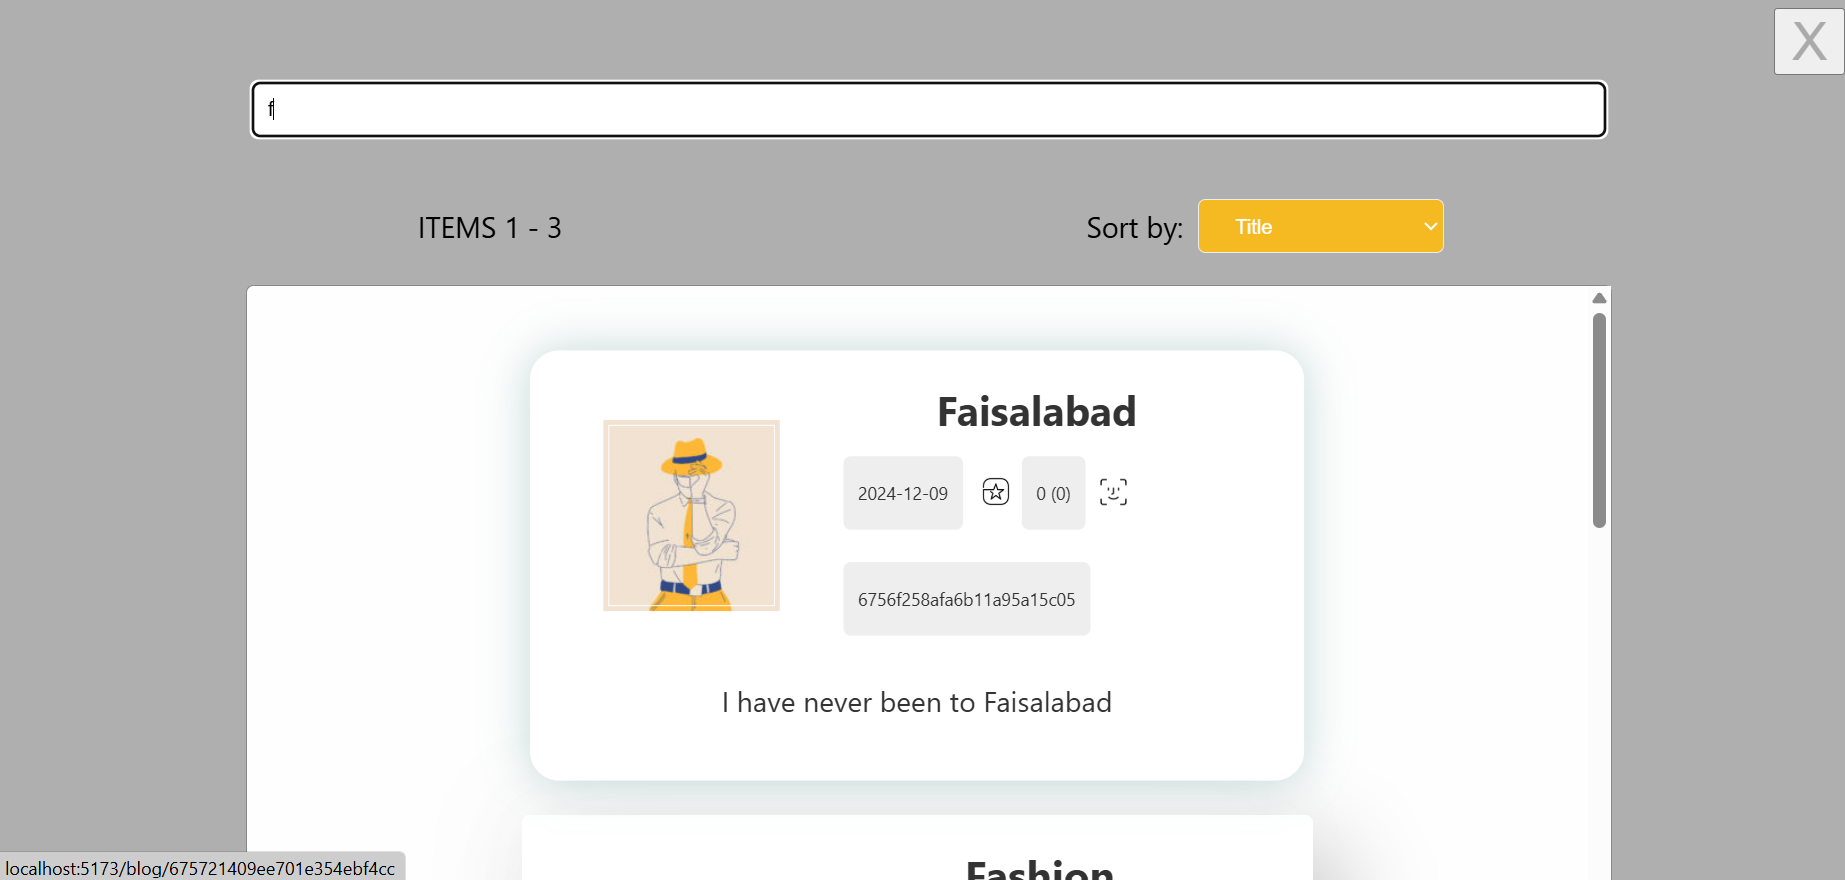 X
f
ITEMS 1 - 3
Sort by: Title
Faisalabad
2024-12-09
0 (0)
6756f258afa6b11a95a15c05
I have never been to Faisalabad
Fashion
localhost:5173/blog/675721409ee701e354ebf4cc